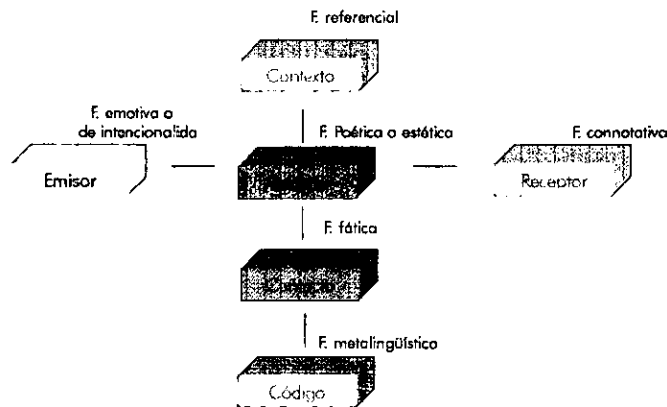 F. referencial
Contexto
F. emotiva o
de intencionalida
F. Poética o estética
F. connotativa
Emisor
Receptor
F. fática
F. metalingüística
Código